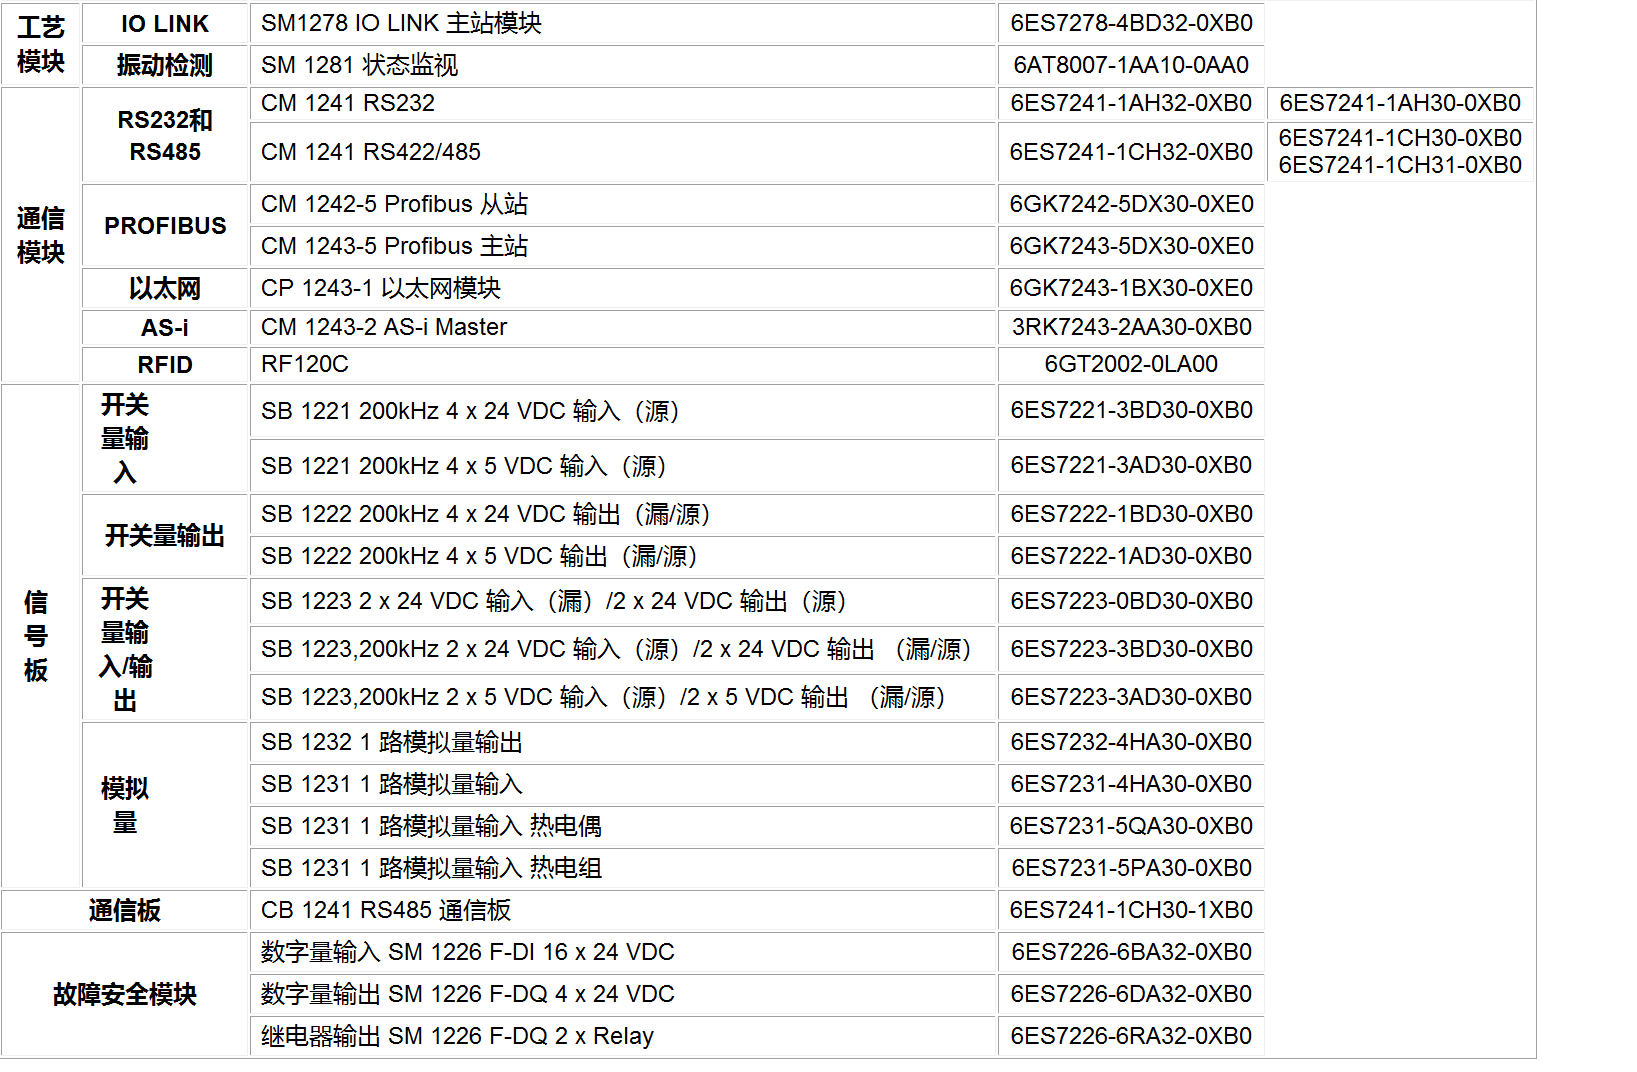 工艺
模块
IO LINK
SM1278 IO LINK 主站模块
6ES7278-4BD32-0XB0
振动检测
SM 1281 状态监视
6AT8007-1AA10-0AA0
通信
模块
RS232和
RS485
CM 1241 RS232
6ES7241-1AH32-0XB0
6ES7241-1AH30-0XB0
CM 1241 RS422/485
6ES7241-1CH32-0XB0
6ES7241-1CH30-0XB0
6ES7241-1CH31-0XB0
PROFIBUS
CM 1242-5 Profibus 从站
6GK7242-5DX30-0XE0
CM 1243-5 Profibus 主站
6GK7243-5DX30-0XE0
以太网
CP 1243-1 以太网模块
6GK7243-1BX30-0XE0
AS-i
CM 1243-2 AS-i Master
3RK7243-2AA30-0XB0
RFID
RF120C
6GT2002-0LA00
信
号
板
开关
量输
入
SB 1221 200kHz 4 x 24 VDC 输入（源）
6ES7221-3BD30-0XB0
SB 1221 200kHz 4 x 5 VDC 输入（源）
6ES7221-3AD30-0XB0
开关量输出
SB 1222 200kHz 4 x 24 VDC 输出（漏/源）
6ES7222-1BD30-0XB0
SB 1222 200kHz 4 x 5 VDC 输出（漏/源）
6ES7222-1AD30-0XB0
开关
量输
入/输
出
SB 1223 2 x 24 VDC 输入（漏）/2 x 24 VDC 输出（源）
6ES7223-0BD30-0XB0
SB 1223,200kHz 2 x 24 VDC 输入（源）/2 x 24 VDC 输出 （漏/源）
6ES7223-3BD30-0XB0
SB 1223,200kHz 2 x 5 VDC 输入（源）/2 x 5 VDC 输出 （漏/源）
6ES7223-3AD30-0XB0
模拟
量
SB 1232 1 路模拟量输出
6ES7232-4HA30-0XB0
SB 1231 1 路模拟量输入
6ES7231-4HA30-0XB0
SB 1231 1 路模拟量输入 热电偶
6ES7231-5QA30-0XB0
SB 1231 1 路模拟量输入 热电组
6ES7231-5PA30-0XB0
通信板
CB 1241 RS485 通信板
6ES7241-1CH30-1XB0
故障安全模块
数字量输入 SM 1226 F-DI 16 x 24 VDC
6ES7226-6BA32-0XB0
数字量输出 SM 1226 F-DQ 4 x 24 VDC
6ES7226-6DA32-0XB0
继电器输出 SM 1226 F-DQ 2 x Relay
6ES7226-6RA32-0XB0